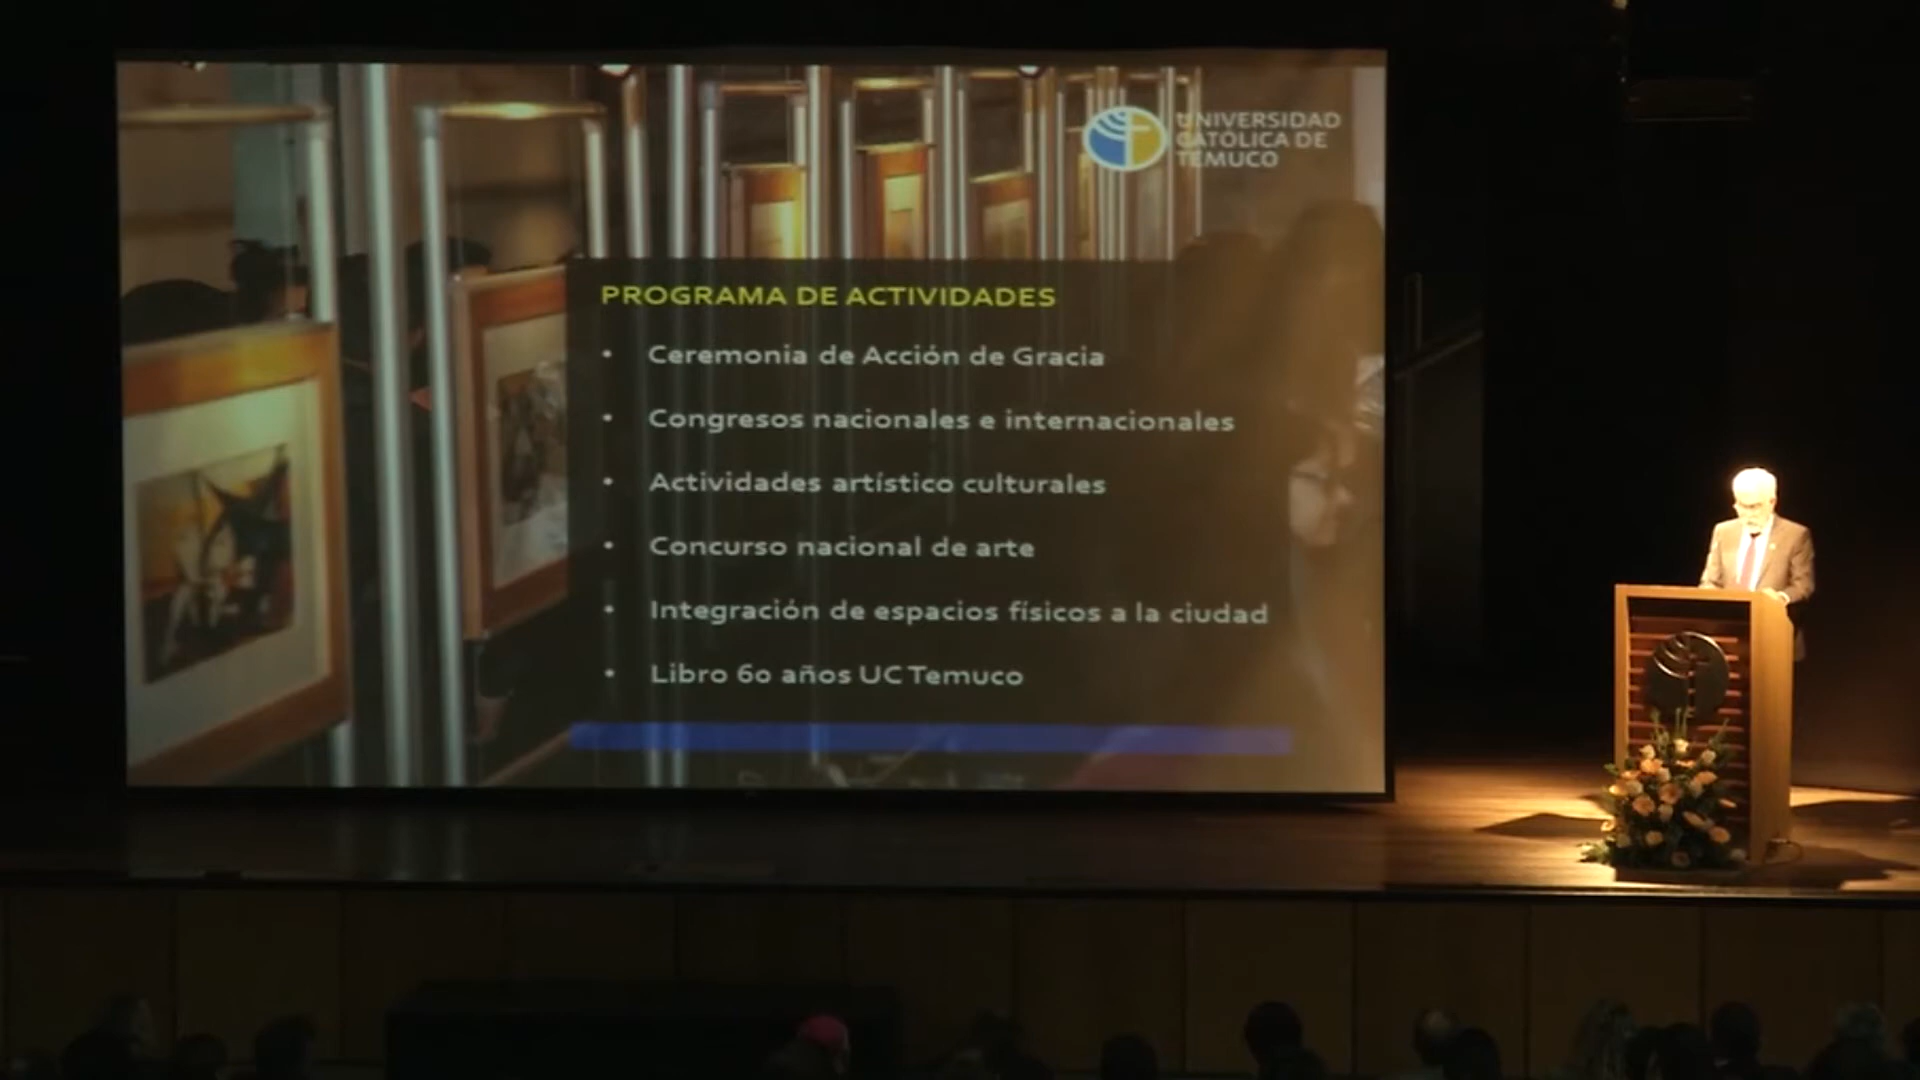 UNIVERSIDAD
CATÓLICA DE
TEMUCO
PROGRAMA DE ACTIVIDADES
• Ceremonia de Acción de Gracia
• Congresos nacionales e internacionales
• Actividades artístico culturales
• Concurso nacional de arte
• Integración de espacios físicos a la ciudad
• Libro 60 años UC Temuco